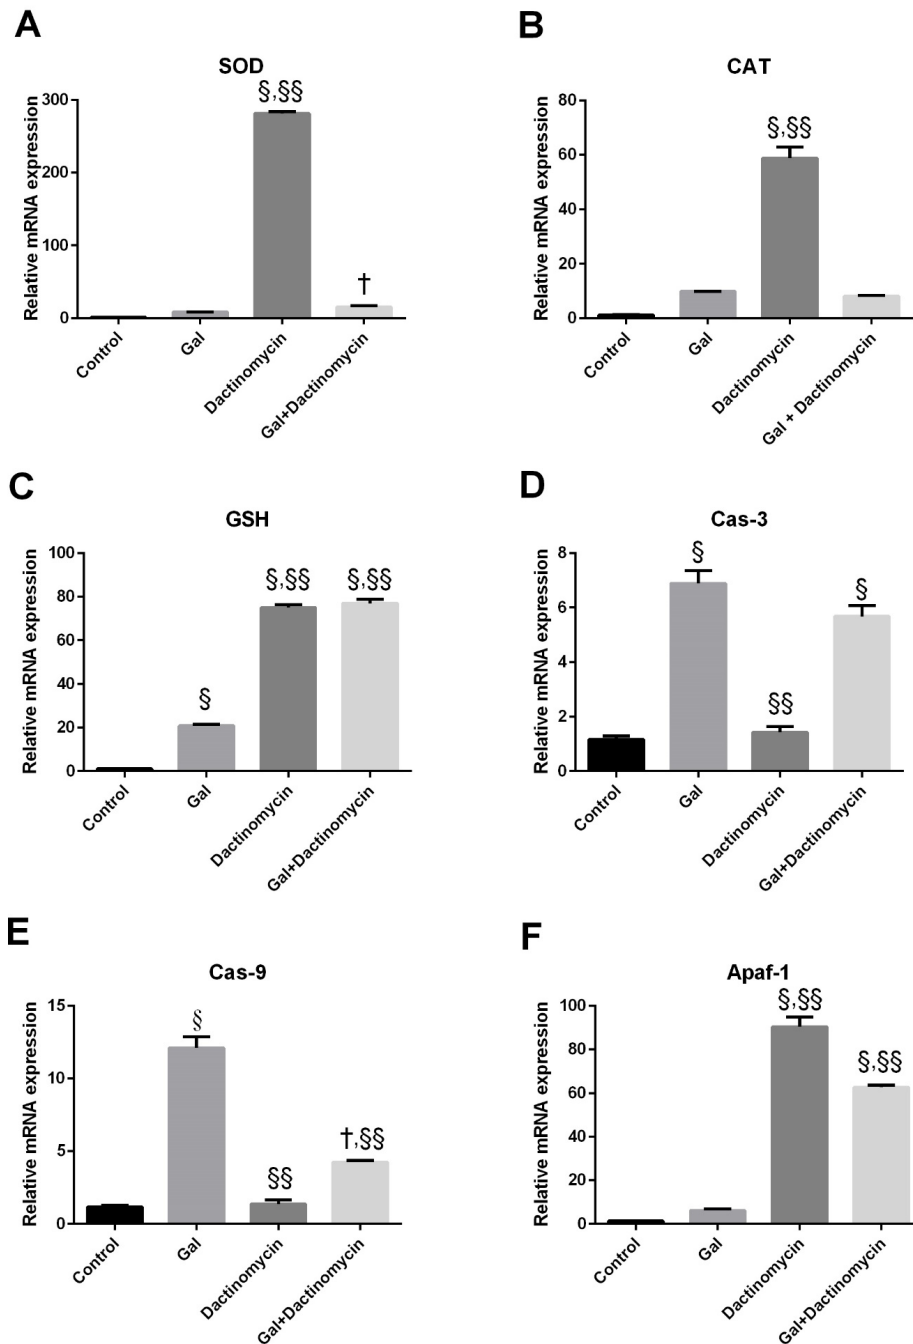 A
SOD
Relative mRNA expression
300
200
100
0
§,§§
†
Control
Gal
Dactinomycin
Gal+Dactinomycin
B
CAT
Relative mRNA expression
80
60
40
20
0
§,§§
Control
Gal
Dactinomycin
Gal + Dactinomycin
C
GSH
Relative mRNA expression
100
80
60
40
20
0
§
§,§§
§,§§
Control
Gal
Dactinomycin
Gal+Dactinomycin
D
Cas-3
Relative mRNA expression
8
6
4
2
0
§
§§
§
Control
Gal
Dactinomycin
Gal+Dactinomycin
E
Cas-9
Relative mRNA expression
15
10
5
0
§
§§
†,§§
Control
Gal
Dactinomycin
Gal+Dactinomycin
F
Apaf-1
Relative mRNA expression
100
80
60
40
20
0
§,§§
§,§§
Control
Gal
Dactinomycin
Gal+Dactinomycin